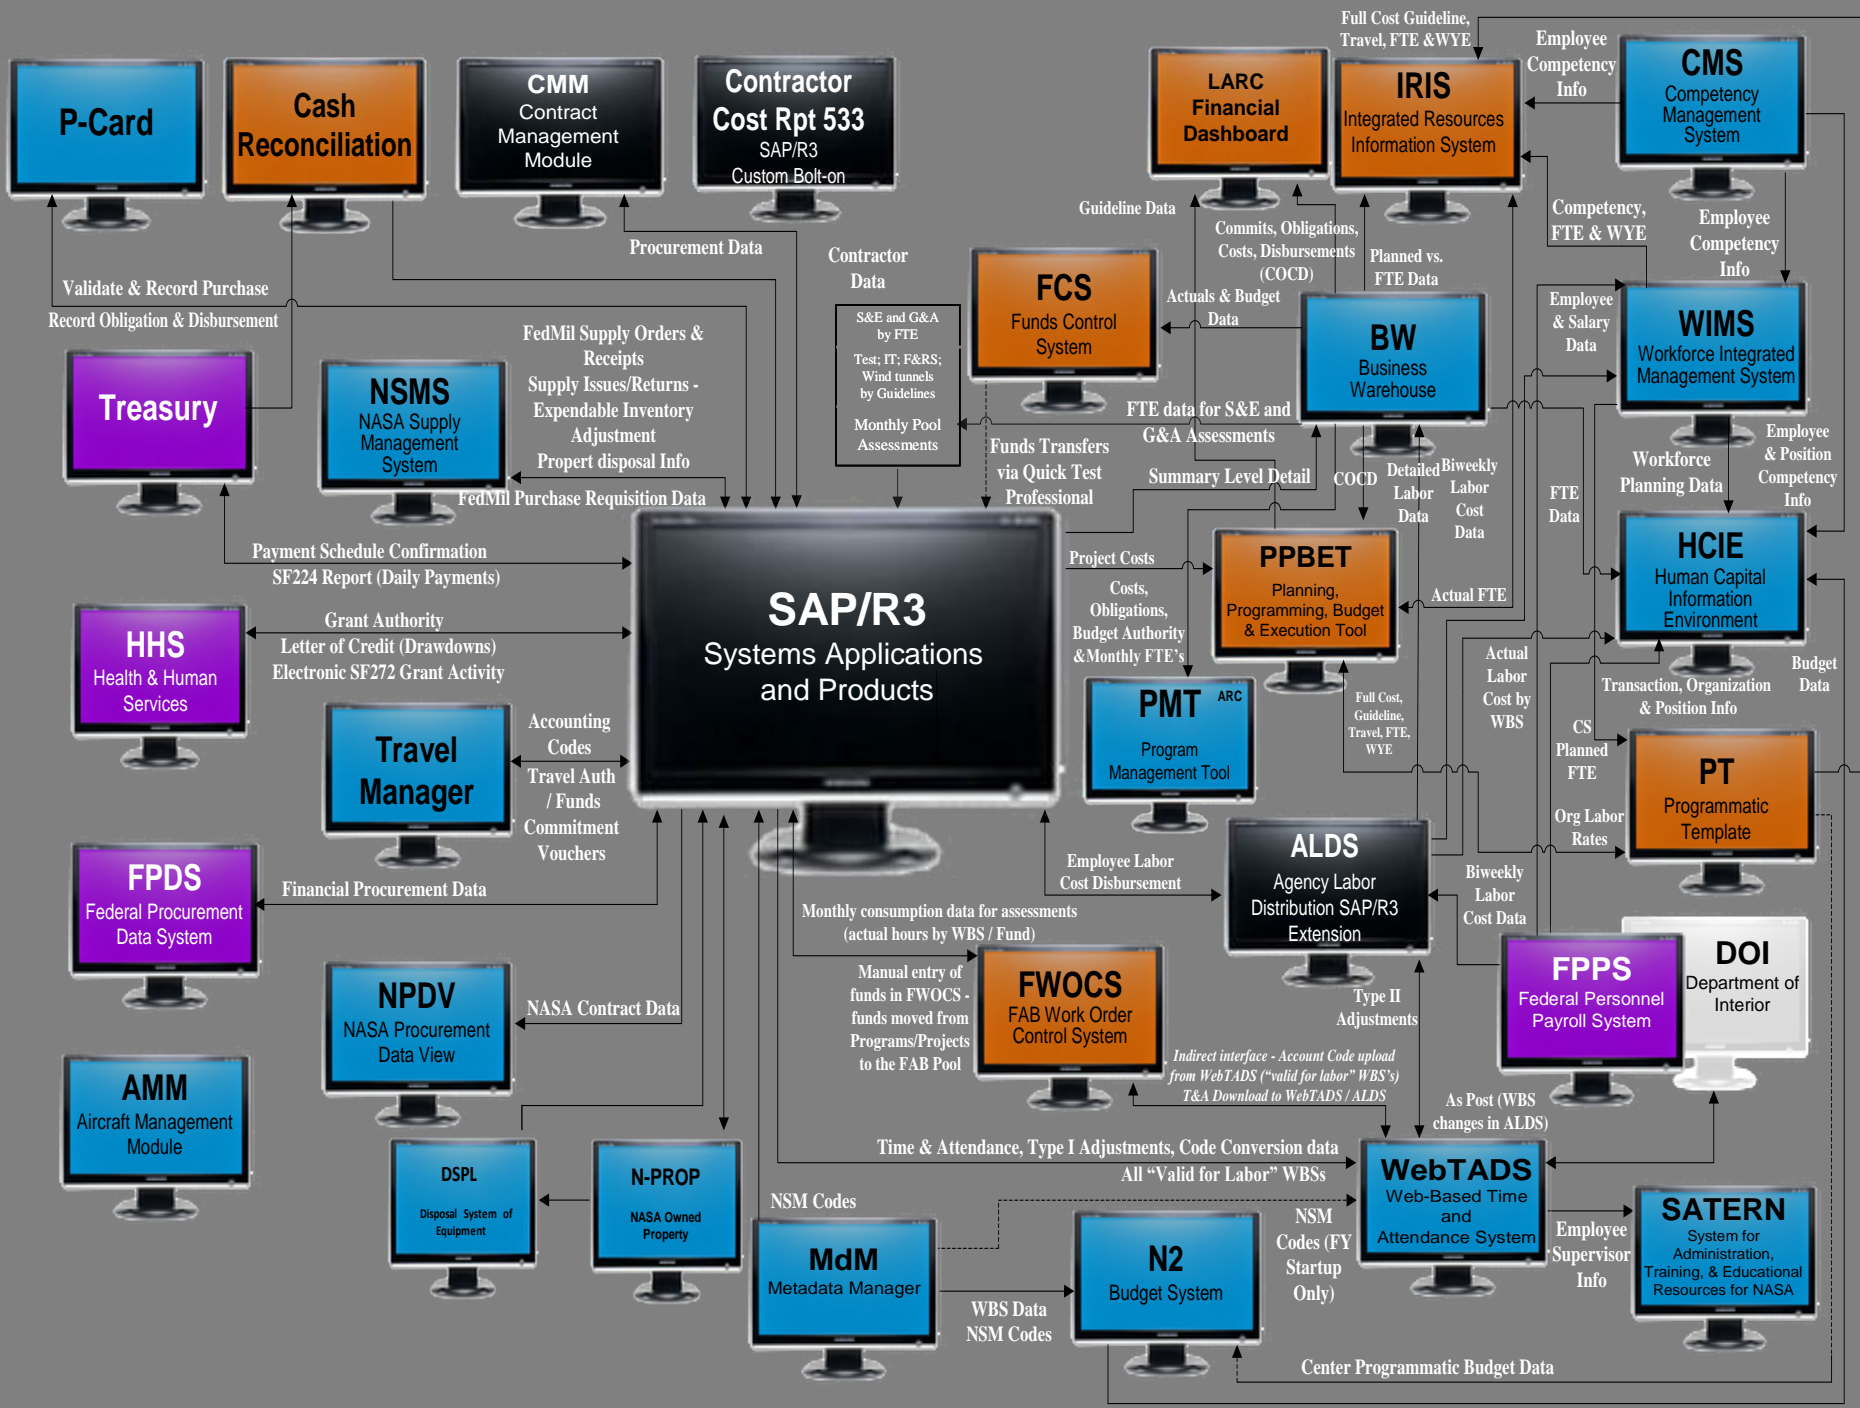 P-Card
Cash
Reconciliation
CMM
Contract
Management
Module
Contractor
Cost Rpt 533
SAP/R3
Custom Bolt-on
LARC
Financial
Dashboard
Full Cost Guideline,
Travel, FTE &WYE
IRIS
Integrated Resources
Information System
Employee
Competency
Info
CMS
Competency
Management
System
Procurement Data
Guideline Data
Commits, Obligations,
Costs, Disbursements
(COCD)
Planned vs.
FTE Data
Competency,
FTE & WYE
Employee
Competency
Info
Validate & Record Purchase
Record Obligation & Disbursement
Contractor
Data
S&E and G&A
by FTE
Test; IT; F&RS;
Wind tunnels
by Guidelines
Monthly Pool
Assessments
FCS
Funds Control
System
Actuals & Budget
Data
BW
Business
Warehouse
Employee
& Salary
Data
WIMS
Workforce Integrated
Management System
Treasury
NSMS
NASA Supply
Management
System
FedMil Supply Orders &
Receipts
Supply Issues/Returns -
Expendable Inventory
Adjustment
Propert disposal Info
FedMil Purchase Requisition Data
Funds Transfers
via Quick Test
Professional
FTE data for S&E and
G&A Assessments
Summary Level Detail
COCD
Detailed
Labor
Data
Biweekly
Labor
Cost
Data
FTE
Data
Workforce
Planning Data
Employee
& Position
Competency
Info
Payment Schedule Confirmation
SF224 Report (Daily Payments)
SAP/R3
Systems Applications
and Products
Project Costs
Costs,
Obligations,
Budget Authority
&Monthly FTE's
PPBET
Planning,
Programming, Budget
& Execution Tool
Actual FTE
HCIE
Human Capital
Information
Environment
HHS
Health & Human
Services
Grant Authority
Letter of Credit (Drawdowns)
Electronic SF272 Grant Activity
PMT ARC
Program
Management Tool
Full Cost,
Guideline,
Travel, FTE,
WYE
Actual
Labor
Cost by
WBS
Transaction, Organization
& Position Info
Budget
Data
Travel
Manager
Accounting
Codes
Travel Auth
/ Funds
Commitment
Vouchers
CS
Planned
FTE
PT
Programmatic
Template
Org Labor
Rates
FPDS
Federal Procurement
Data System
Financial Procurement Data
Employee Labor
Cost Disbursement
ALDS
Agency Labor
Distribution SAP/R3
Extension
Biweekly
Labor
Cost Data
Monthly consumption data for assessments
(actual hours by WBS / Fund)
Manual entry of
funds in FWOCS -
funds moved from
Programs/Projects
to the FAB Pool
FWOCS
FAB Work Order
Control System
FPPS
Federal Personnel
Payroll System
DOI
Department of
Interior
NPDV
NASA Procurement
Data View
NASA Contract Data
Type II
Adjustments
Indirect interface - Account Code upload
from WebTADS (“valid for labor” WBS's)
T&A Download to WebTADS / ALDS
As Post (WBS
changes in ALDS)
AMM
Aircraft Management
Module
DSPL
Disposal System of
Equipment
N-PROP
NASA Owned
Property
Time & Attendance, Type I Adjustments, Code Conversion data
All “Valid for Labor” WBSs
NSM Codes
MdM
Metadata Manager
WBS Data
NSM Codes
N2
Budget System
NSM
Codes (FY
Startup
Only)
WebTADS
Web-Based Time
and
Attendance System
Employee
Supervisor
Info
SATERN
System for
Administration,
Training, & Educational
Resources for NASA
Center Programmatic Budget Data